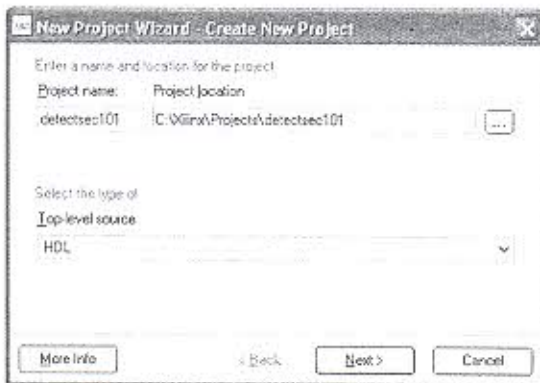 New Project Wizard - Create New Project
Enter a name and location for the project
Project name: Project location
detectsec101 C:\Xilinx\Projects\detectsec101 ...
Select the type of
Top-level source
HDL
More Info < Back Next > Cancel